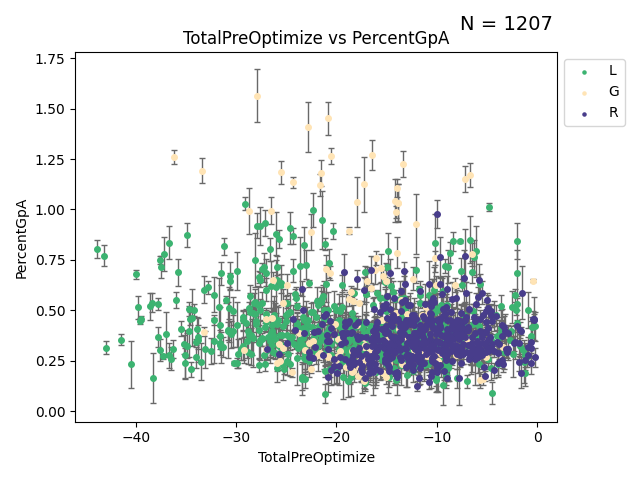 N = 1207
TotalPreOptimize vs PercentGpA
1.75
1.50
1.25
1.00
0.75
0.50
0.25
0.00
PercentGpA
−40
−30
−20
−10
0
TotalPreOptimize
L
G
R